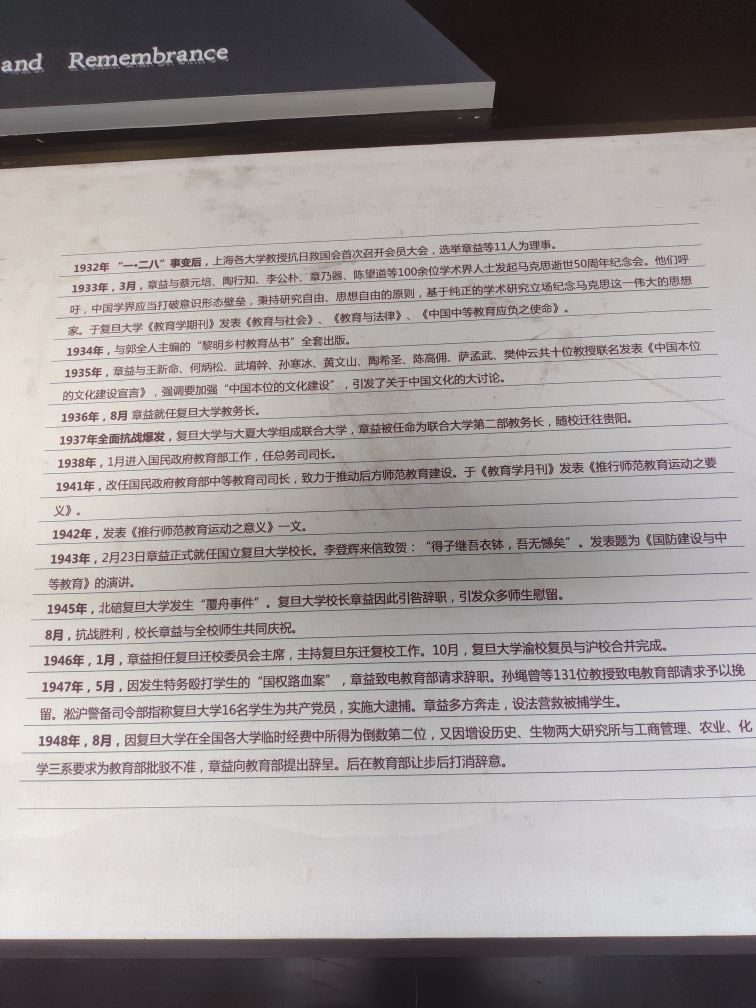 and Remembrance
1932年 “一·二八”事变后，上海各大学教授抗日救国会首次召开会员大会，选举章益等11人为理事。
1933年，3月，章益与蔡元培、陶行知、李公朴、章乃器、陈望道等100余位学术界人士发起马克思逝世50周年纪念会。他们呼
吁，中国学界应当打破意识形态壁垒，秉持研究自由、思想自由的原则，基于纯正的学术研究立场纪念马克思这一伟大的思想
家。于复旦大学《教育学期刊》发表《教育与社会》、《教育与法律》、《中国中等教育应负之使命》。
1934年，与郭全人主编的“黎明乡村教育丛书”全套出版。
1935年，章益与王新命、何炳松、武堉幹、孙寒冰、黄文山、陶希圣、陈高佣、萨孟武、樊仲云共十位教授联名发表《中国本位
的文化建设宣言》，强调要加强“中国本位的文化建设”，引发了关于中国文化的大讨论。
1936年，8月 章益就任复旦大学教务长。
1937年全面抗战爆发，复旦大学与大夏大学组成联合大学，章益被任命为联合大学第二部教务长，随校迁往贵阳。
1938年，1月进入国民政府教育部工作，任总务司司长。
1941年，改任国民政府教育部中等教育司司长，致力于推动后方师范教育建设。于《教育学月刊》发表《推行师范教育运动之要
义》。
1942年，发表《推行师范教育运动之意义》一文。
1943年，2月23日章益正式就任国立复旦大学校长。李登辉来信致贺：“得子继吾衣钵，吾无憾矣”。发表题为《国防建设与中
等教育》的演讲。
1945年，北碚复旦大学发生“覆舟事件”。复旦大学校长章益因此引咎辞职，引发众多师生慰留。
8月，抗战胜利，校长章益与全校师生共同庆祝。
1946年，1月，章益担任复旦迁校委员会主席，主持复旦东迁复校工作。10月，复旦大学渝校复员与沪校合并完成。
1947年，5月，因发生特务殴打学生的“国权路血案”，章益致电教育部请求辞职。孙绳曾等131位教授致电教育部请求予以挽
留。淞沪警备司令部指称复旦大学16名学生为共产党员，实施大逮捕。章益多方奔走，设法营救被捕学生。
1948年，8月，因复旦大学在全国各大学临时经费中所得为倒数第二位，又因增设历史、生物两大研究所与工商管理、农业、化
学三系要求为教育部批驳不准，章益向教育部提出辞呈。后在教育部让步后打消辞意。